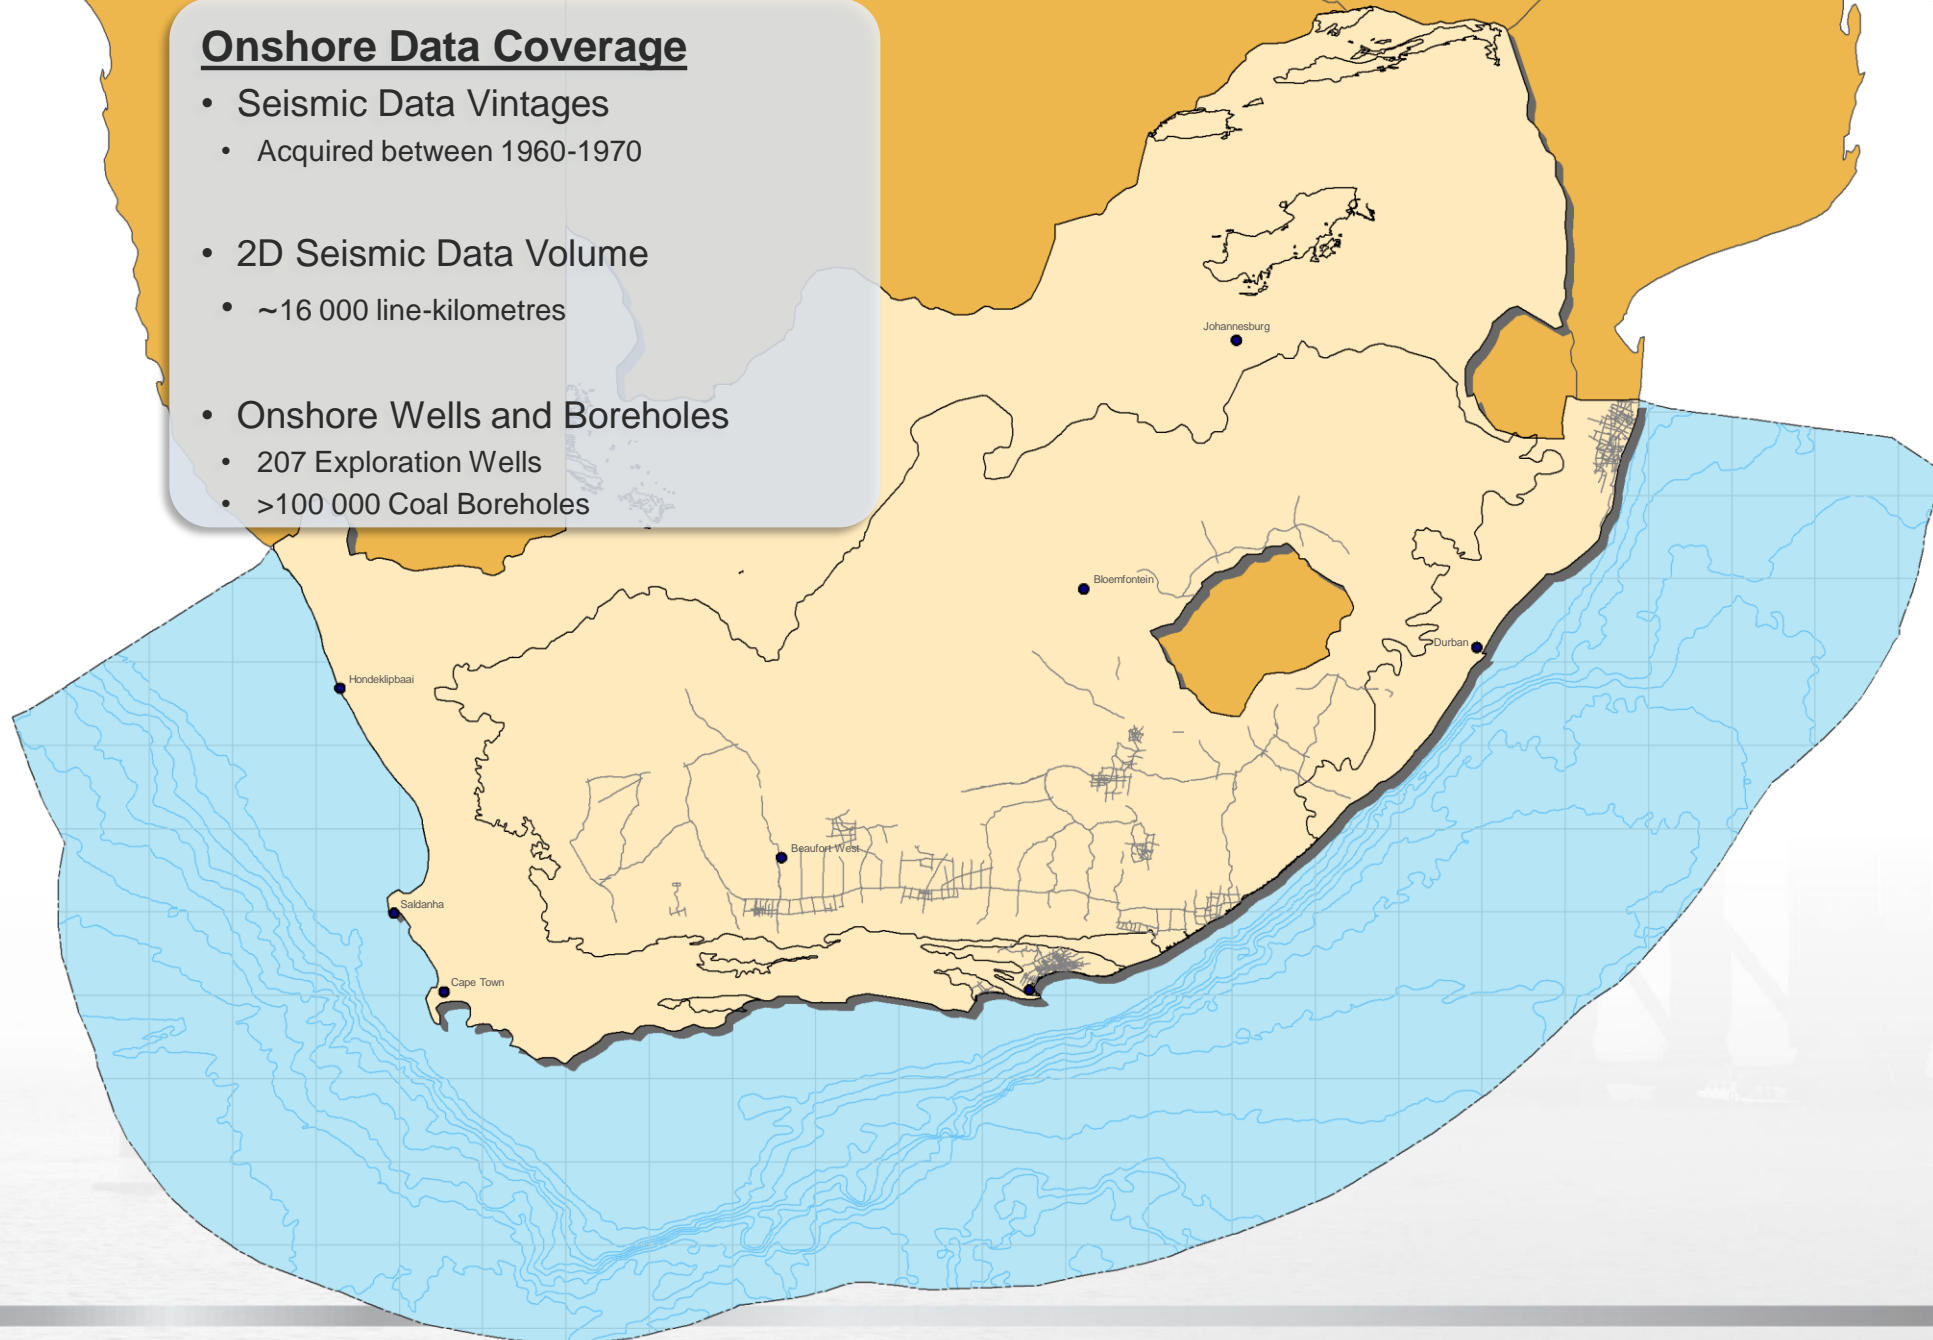 Onshore Data Coverage
• Seismic Data Vintages
• Acquired between 1960-1970
• 2D Seismic Data Volume
• ~16 000 line-kilometres
• Onshore Wells and Boreholes
• 207 Exploration Wells
• >100 000 Coal Boreholes
Johannesburg
Bloemfontein
Durban
Hondeklipbaai
Beaufort West
Saldanha
Cape Town